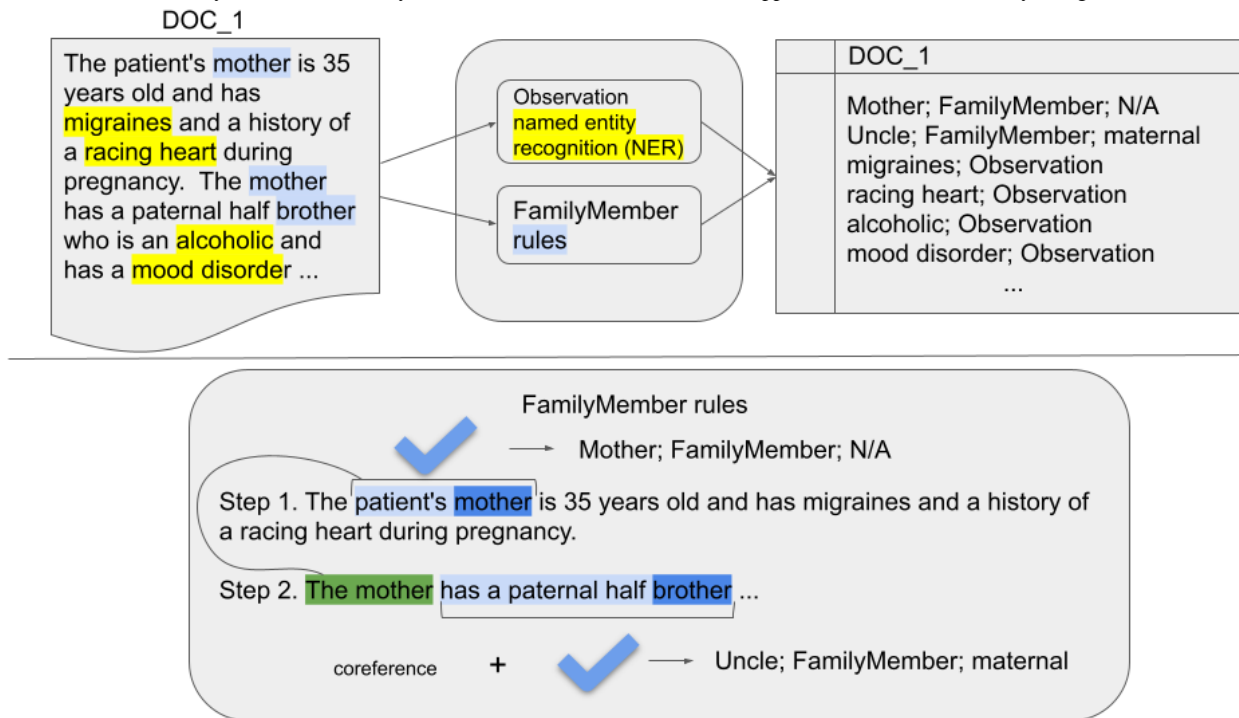 DOC_1
The patient's mother is 35
years old and has
migraines and a history of
a racing heart during
pregnancy. The mother
has a paternal half brother
who is an alcoholic and
has a mood disorder ...
Observation
named entity
recognition (NER)
FamilyMember
rules
DOC_1
Mother; FamilyMember; N/A
Uncle; FamilyMember; maternal
migraines; Observation
racing heart; Observation
alcoholic; Observation
mood disorder; Observation
...
FamilyMember rules
Mother; FamilyMember; N/A
Step 1. The patient's mother is 35 years old and has migraines and a history of
a racing heart during pregnancy.
Step 2. The mother has a paternal half brother ...
coreference + Uncle; FamilyMember; maternal